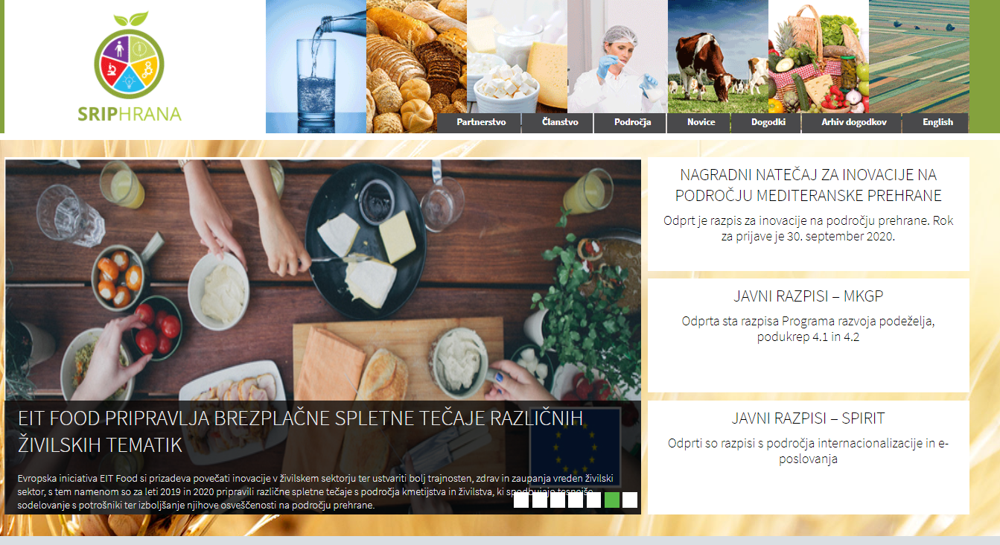 SRIPHRANA
Partnerstvo
Članstvo
Področja
Novice
Dogodki
Arhiv dogodkov
English
EIT FOOD PRIPRAVLJA BREZPLAČNE SPLETNE TEČAJE RAZLIČNIH
ŽIVILSKIH TEMATIK
Evropska iniciativa EIT Food si prizadeva povečati inovacije v živilskem sektorju ter ustvariti bolj trajnosten, zdrav in zaupanja vreden živilski
sektor, s tem namenom so za leti 2019 in 2020 pripravili različne spletne tečaje s področja kmetijstva in živilstva, ki spodbujajo tesnejše
sodelovanje s potrošniki ter izboljšanje njihove osveščenosti na področju prehrane.
NAGRADNI NATEČAJ ZA INOVACIJE NA
PODROČJU MEDITERANSKE PREHRANE
Odprt je razpis za inovacije na področju prehrane. Rok
za prijave je 30. september 2020.
JAVNI RAZPISI – MKGP
Odprta sta razpisa Programa razvoja podeželja,
podukrep 4.1 in 4.2
JAVNI RAZPISI – SPIRIT
Odprti so razpisi s področja internacionalizacije in e-
poslovanja